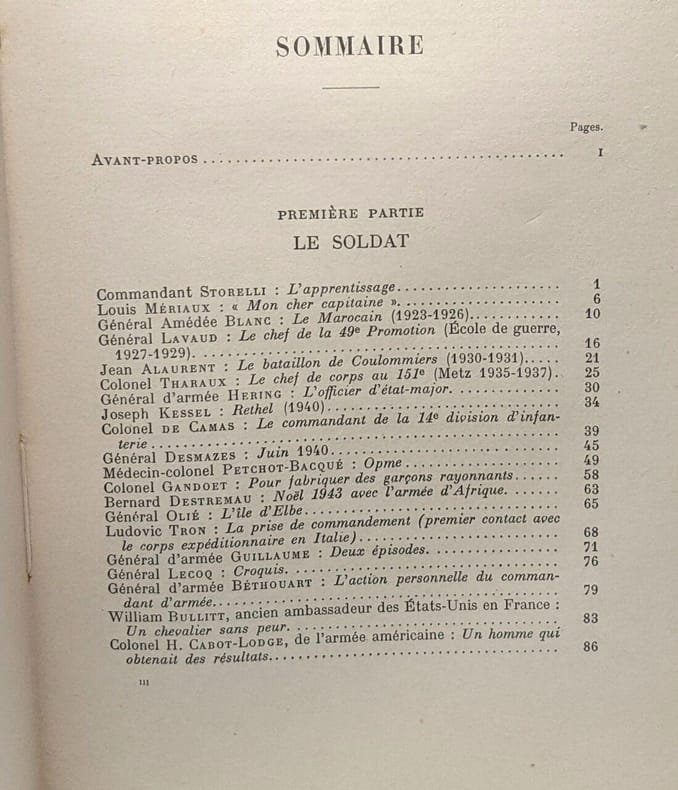 SOMMAIRE
Pages.
AVANT-PROPOS ........................................ I
PREMIÈRE PARTIE
LE SOLDAT
Commandant STORELLI : L'apprentissage...................... 1
Louis MÉRIAUX : « Mon cher capitaine »..................... 6
Général Amédée BLANC : Le Marocain (1923-1926)............ 10
Général LAVAUD : Le chef de la 49e Promotion (École de guerre,
1927-1929). ........................................ 16
Jean ALAURENT : Le bataillon de Coulommiers (1930-1931)..... 21
Colonel THARAUX : Le chef de corps au 151e (Metz 1935-1937). 25
Général d'armée HERING : L'officier d'état-major............. 30
Joseph KESSEL : Rethel (1940).............................. 34
Colonel DE CAMAS : Le commandant de la 14e division d'infan-
terie ............................................. 39
Général DESMAZES : Juin 1940............................. 45
Médecin-colonel PETCHOT-BACQUÉ : Opme.................... 49
Colonel GANDOET : Pour fabriquer des garçons rayonnants...... 58
Bernard DESTREMAU : Noël 1943 avec l'armée d'Afrique. ...... 63
Général OLIÉ : L'île d'Elbe................................ 65
Ludovic TRON : La prise de commandement (premier contact avec
le corps expéditionnaire en Italie)....................... 68
Général d'armée GUILLAUME : Deux épisodes................. 71
Général LECOQ : Croquis.................................. 76
Général d'armée BÉTHOUART : L'action personnelle du comman-
dant d'armée........................................ 79
William BULLITT, ancien ambassadeur des États-Unis en France :
Un chevalier sans peur................................ 83
Colonel H. CABOT-LODGE, de l'armée américaine : Un homme qui
obtenait des résultats.................................. 86
III